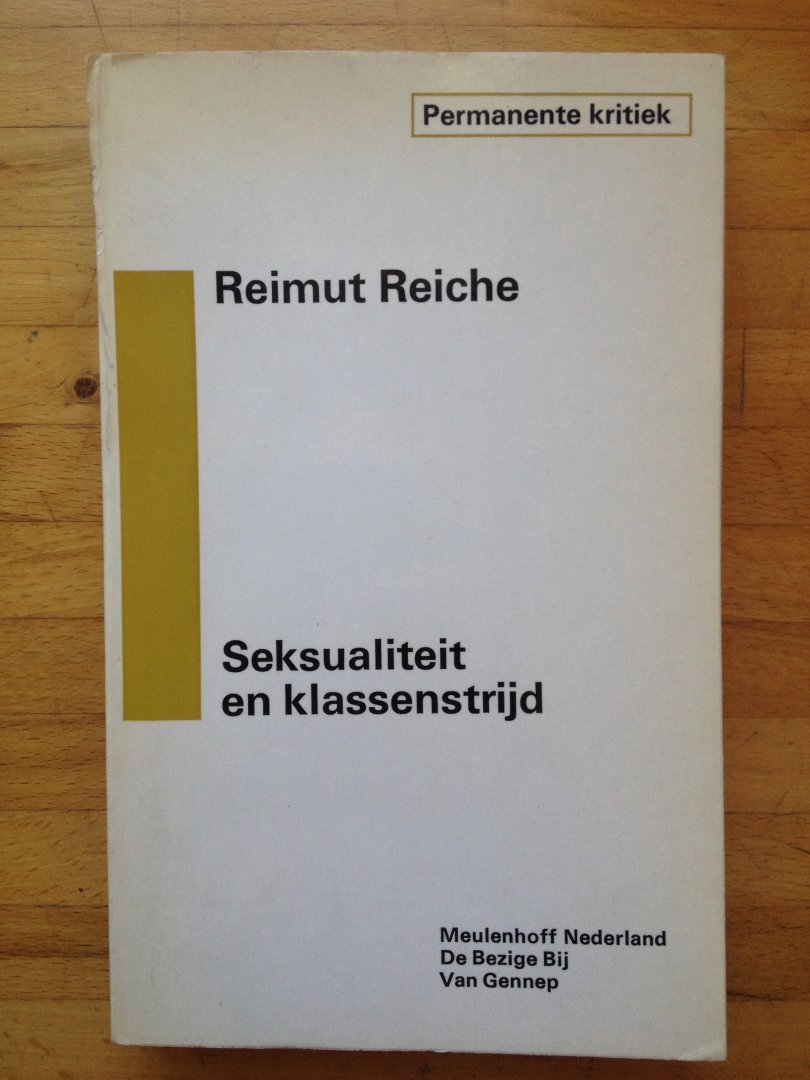 Permanente kritiek
Reimut Reiche
Seksualiteit
en klassenstrijd
Meulenhoff Nederland
De Bezige Bij
Van Gennep